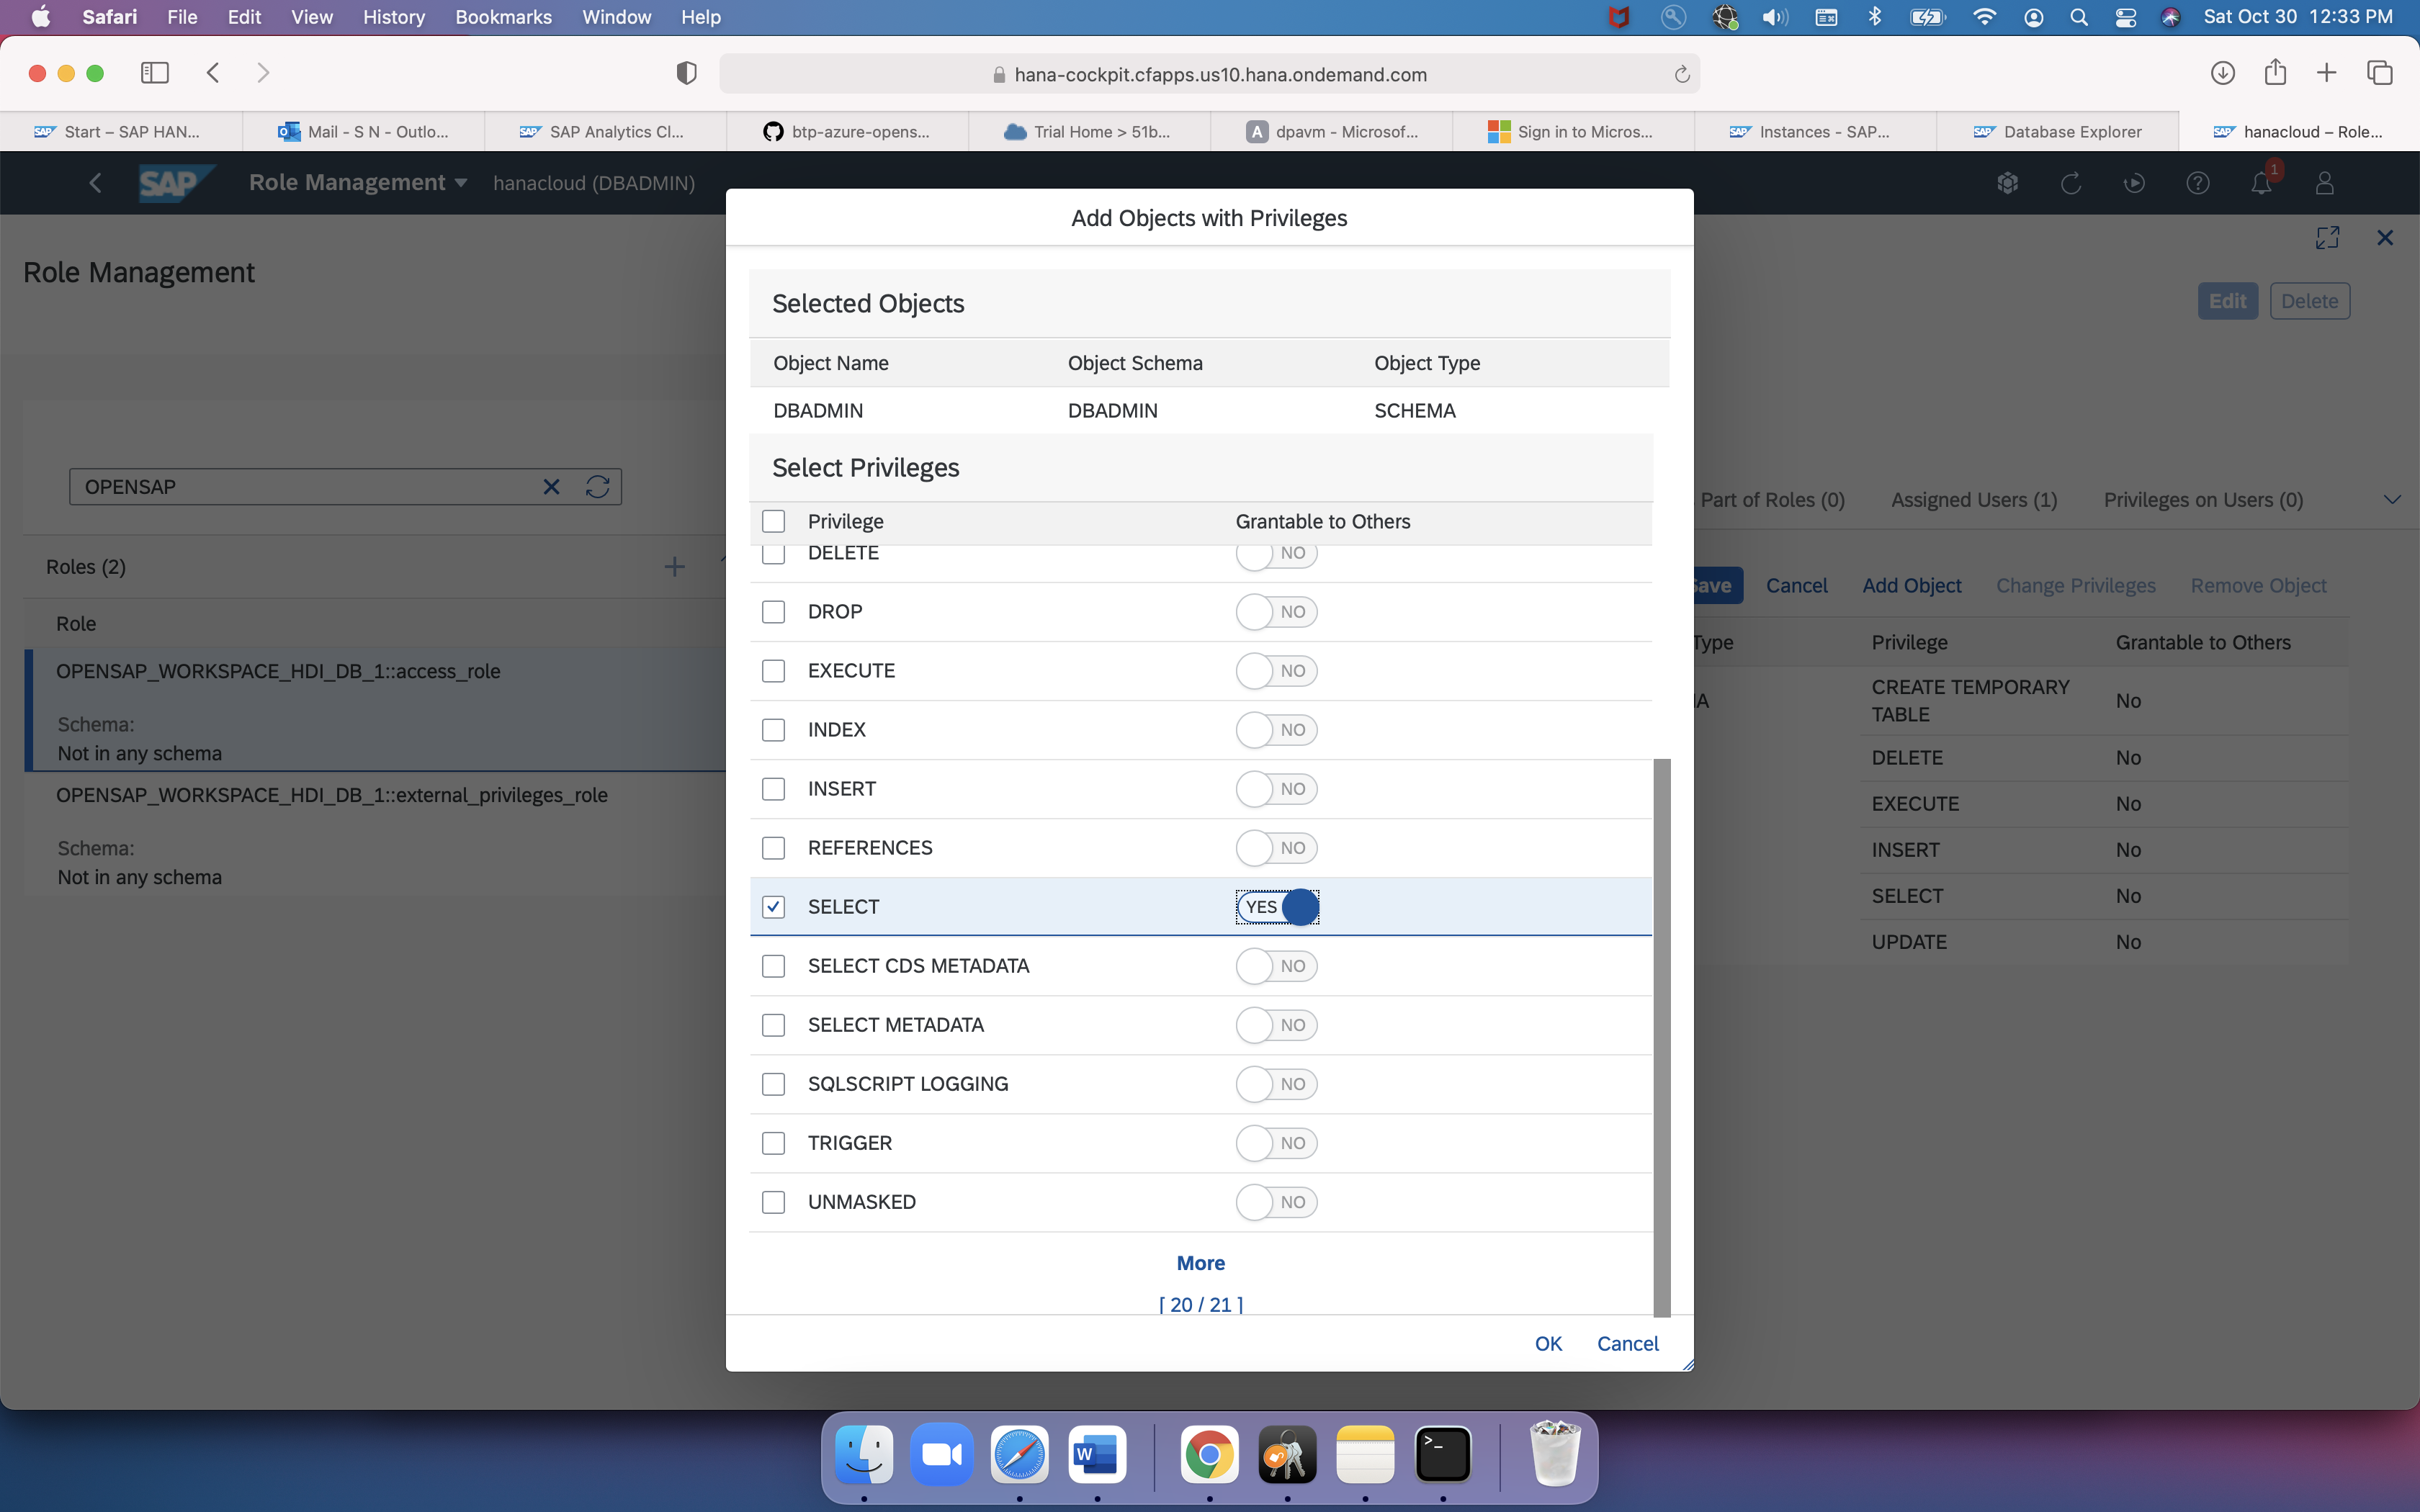 Safari File Edit View History Bookmarks Window Help Sat Oct 30 12:33 PM
hana-cockpit.cfapps.us10.hana.ondemand.com
SAP Start – SAP HAN... Mail - S N - Outlo... SAP SAP Analytics Cl... btp-azure-opens... Trial Home > 51b... A dpavm - Microsof... Sign in to Micros... SAP Instances - SAP... SAP Database Explorer SAP hanacloud – Role...
SAP Role Management hanacloud (DBADMIN) 1
Role Management
Edit Delete
OPENSAP
Part of Roles (0) Assigned Users (1) Privileges on Users (0)
Roles (2)
Save Cancel Add Object Change Privileges Remove Object
Role
OPENSAP_WORKSPACE_HDI_DB_1::access_role
Schema:
Not in any schema
OPENSAP_WORKSPACE_HDI_DB_1::external_privileges_role
Schema:
Not in any schema
Add Objects with Privileges
Selected Objects
Object Name Object Schema Object Type
DBADMIN DBADMIN SCHEMA
Select Privileges
Privilege Grantable to Others
DELETE NO
DROP NO
EXECUTE NO
INDEX NO
INSERT NO
REFERENCES NO
SELECT YES
SELECT CDS METADATA NO
SELECT METADATA NO
SQLSCRIPT LOGGING NO
TRIGGER NO
UNMASKED NO
More
[ 20 / 21 ]
OK Cancel
Type Privilege Grantable to Others
CREATE TEMPORARY
TABLE No
DELETE No
EXECUTE No
INSERT No
SELECT No
UPDATE No
W
>_